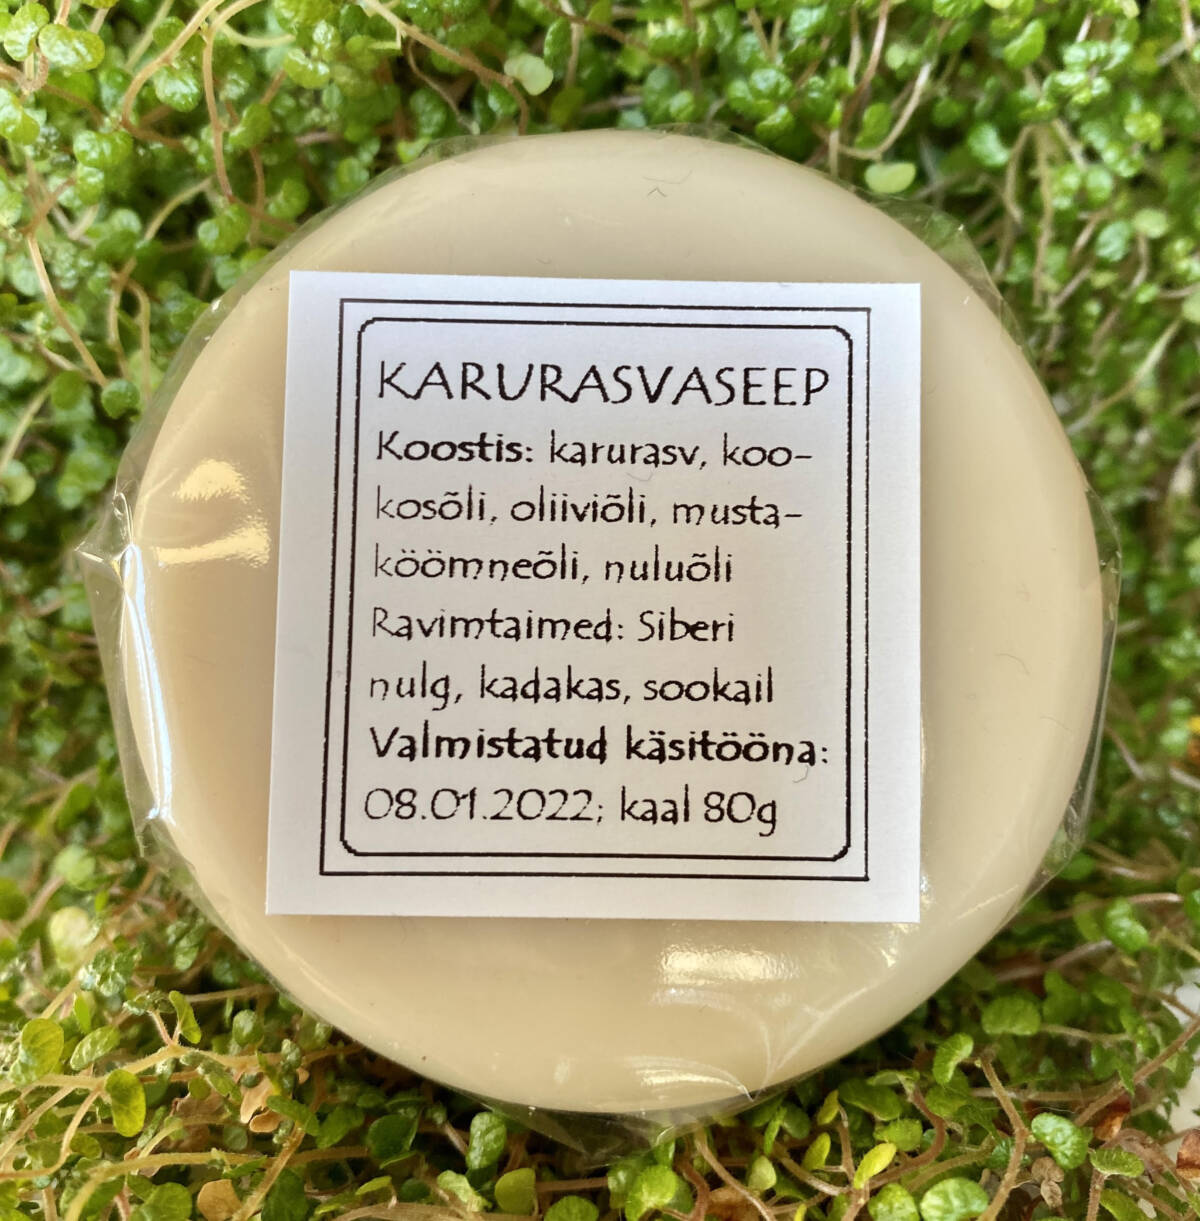 KARURASVASEEP
Koostis: karurasv, koo-
kosõli, oliiviõli, musta-
köömneõli, nuluõli
Ravimtaimed: Siberi
nulg, kadakas, sookail
Valmistatud käsitööna:
08.01.2022; kaal 80g